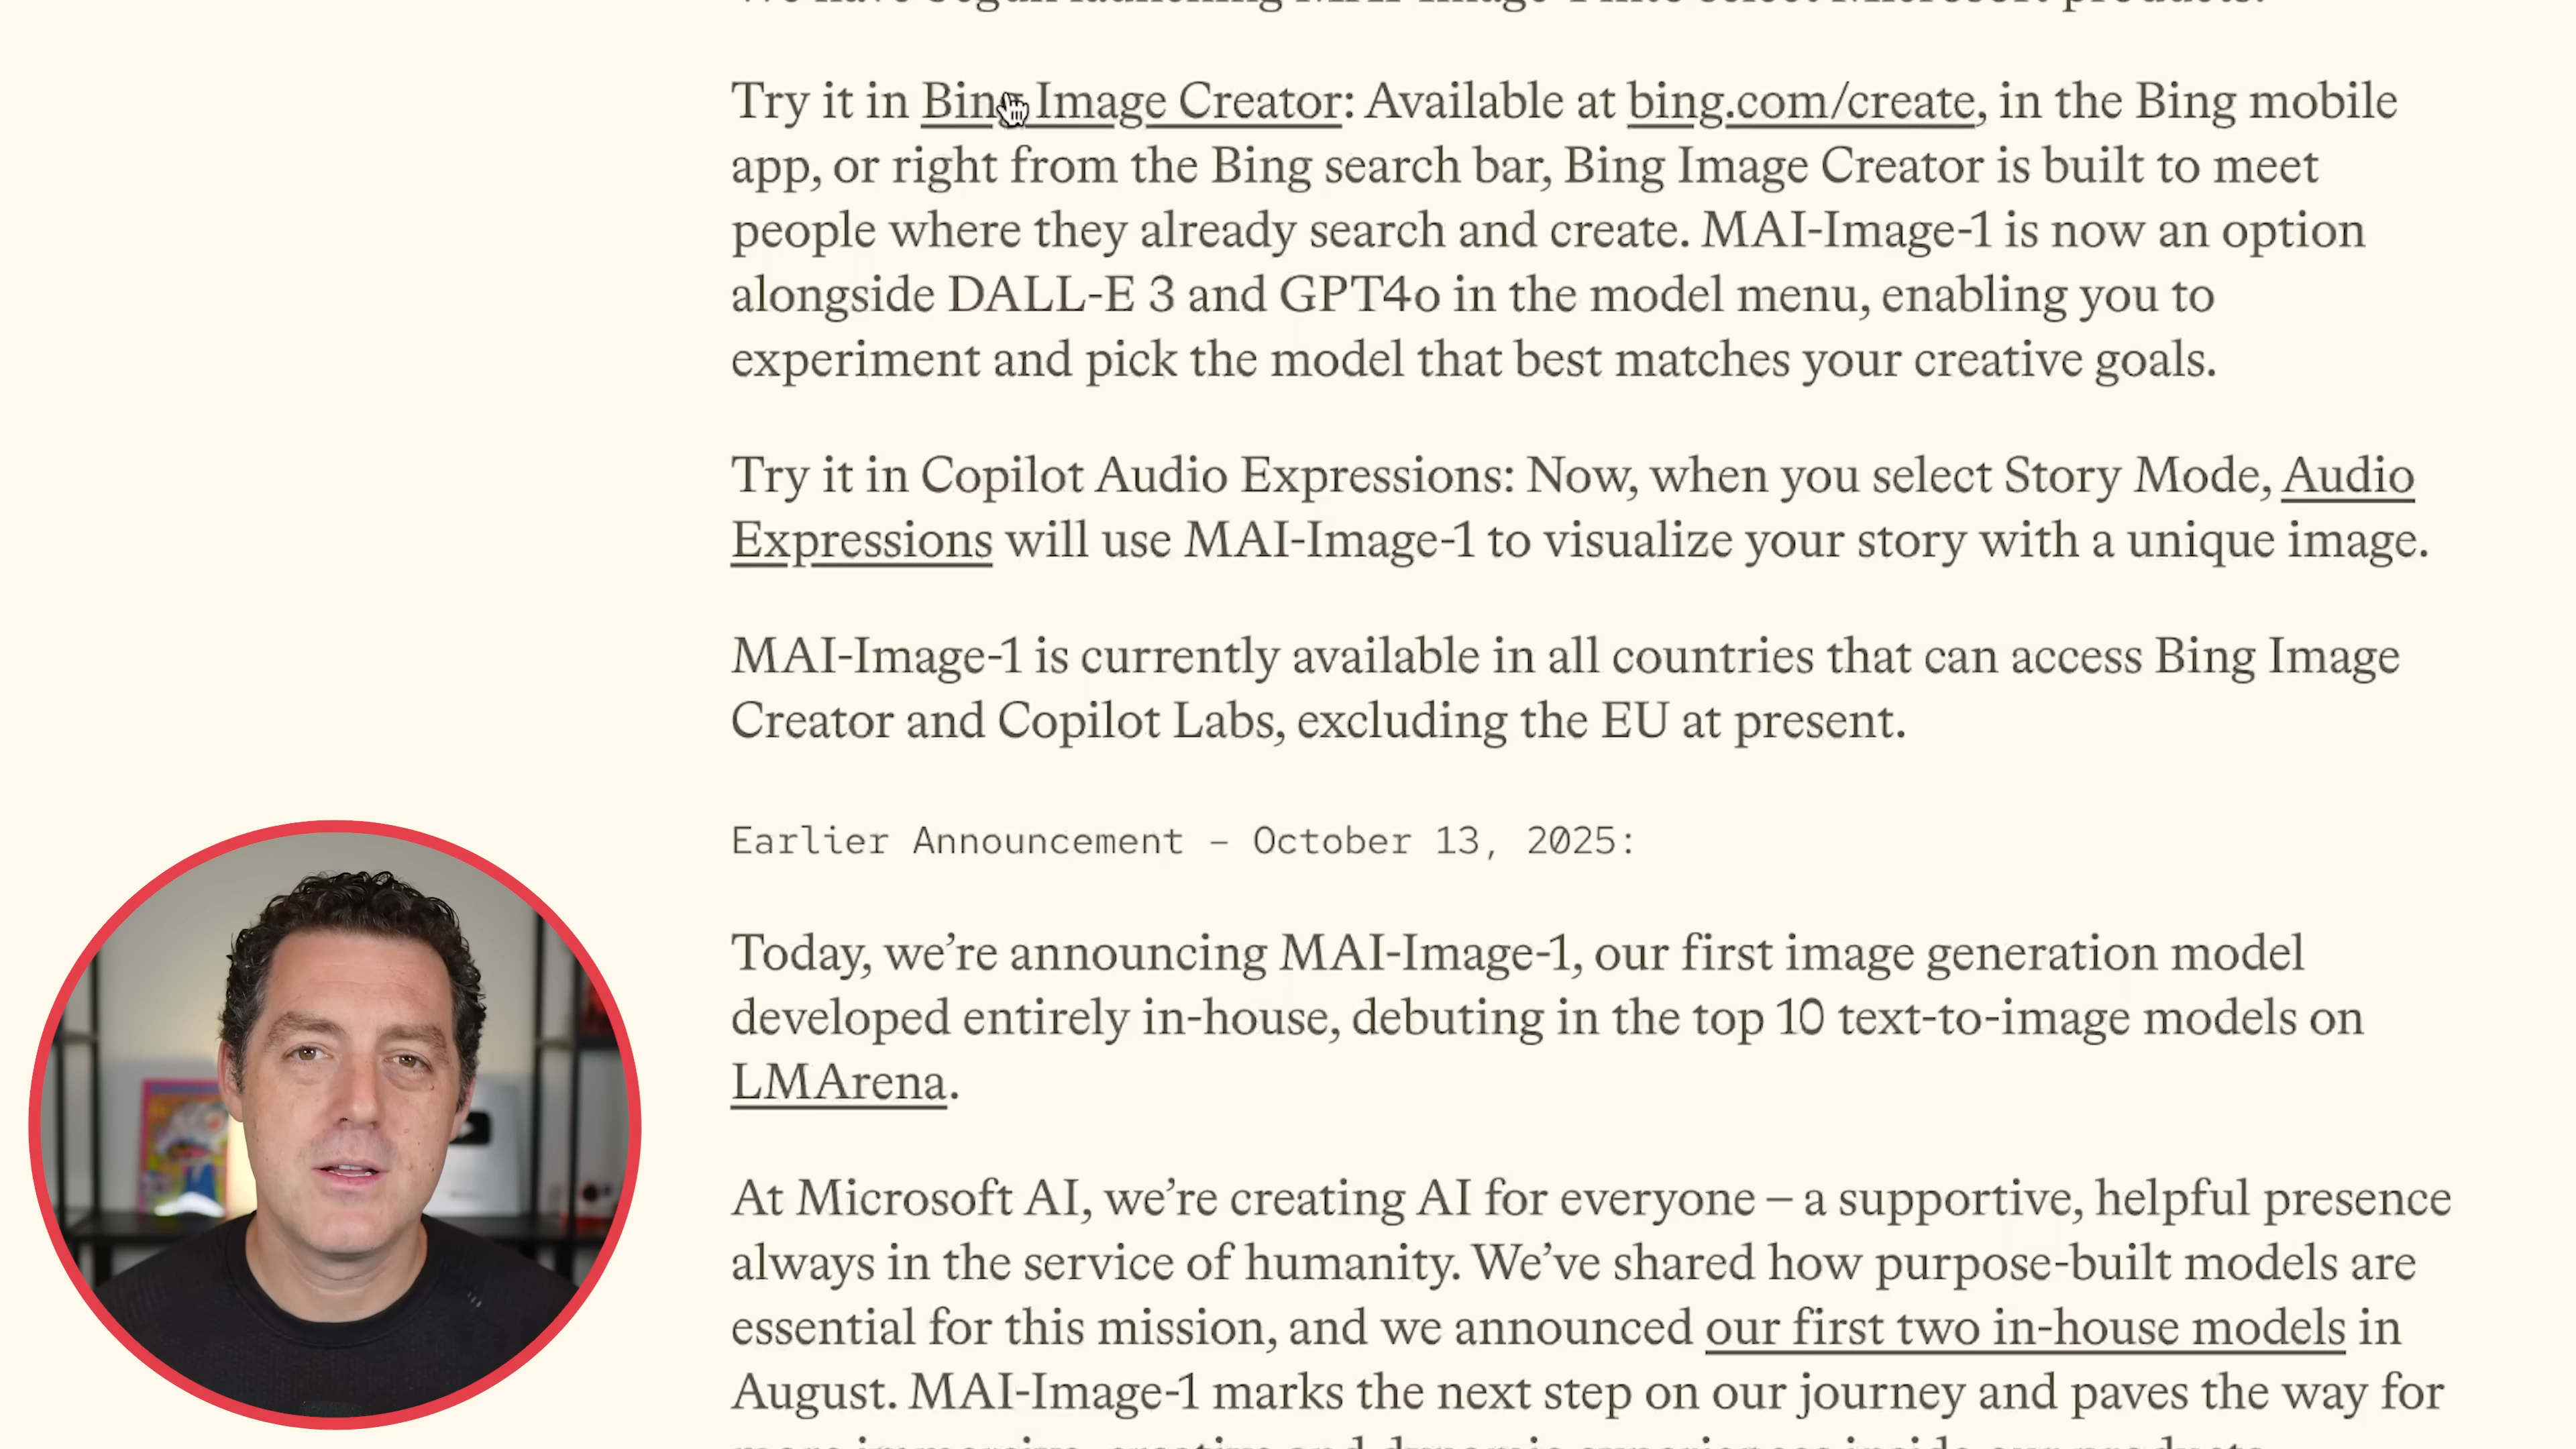 Try it in Bing Image Creator: Available at bing.com/create, in the Bing mobile
app, or right from the Bing search bar, Bing Image Creator is built to meet
people where they already search and create. MAI-Image-1 is now an option
alongside DALL-E 3 and GPT4o in the model menu, enabling you to
experiment and pick the model that best matches your creative goals.
Try it in Copilot Audio Expressions: Now, when you select Story Mode, Audio
Expressions will use MAI-Image-1 to visualize your story with a unique image.
MAI-Image-1 is currently available in all countries that can access Bing Image
Creator and Copilot Labs, excluding the EU at present.
Earlier Announcement – October 13, 2025:
Today, we’re announcing MAI-Image-1, our first image generation model
developed entirely in-house, debuting in the top 10 text-to-image models on
LMArena.
At Microsoft AI, we’re creating AI for everyone – a supportive, helpful presence
always in the service of humanity. We’ve shared how purpose-built models are
essential for this mission, and we announced our first two in-house models in
August. MAI-Image-1 marks the next step on our journey and paves the way for